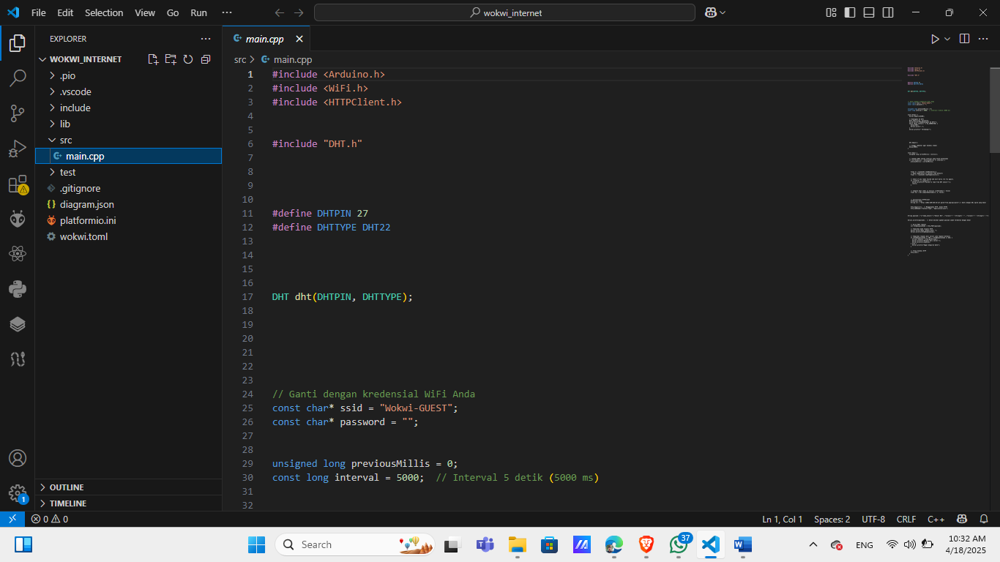 File Edit Selection View Go Run ···
wokwi_internet
EXPLORER
main.cpp
WOKWI_INTERNET
.pio
.vscode
include
lib
src
main.cpp
test
.gitignore
diagram.json
platformio.ini
wokwi.toml
OUTLINE
TIMELINE
src > main.cpp
1 #include <Arduino.h>
2 #include <WiFi.h>
3 #include <HTTPClient.h>
4
5
6 #include "DHT.h"
7
8
9
10
11 #define DHTPIN 27
12 #define DHTTYPE DHT22
13
14
15
16
17 DHT dht(DHTPIN, DHTTYPE);
18
19
20
21
22
23
24 // Ganti dengan kredensial WiFi Anda
25 const char* ssid = "Wokwi-GUEST";
26 const char* password = "";
27
28
29 unsigned long previousMillis = 0;
30 const long interval = 5000;  // Interval 5 detik (5000 ms)
31
32
1
0 0
Ln 1, Col 1 Spaces: 2 UTF-8 CRLF C++
Search
37
ENG
10:32 AM
4/18/2025